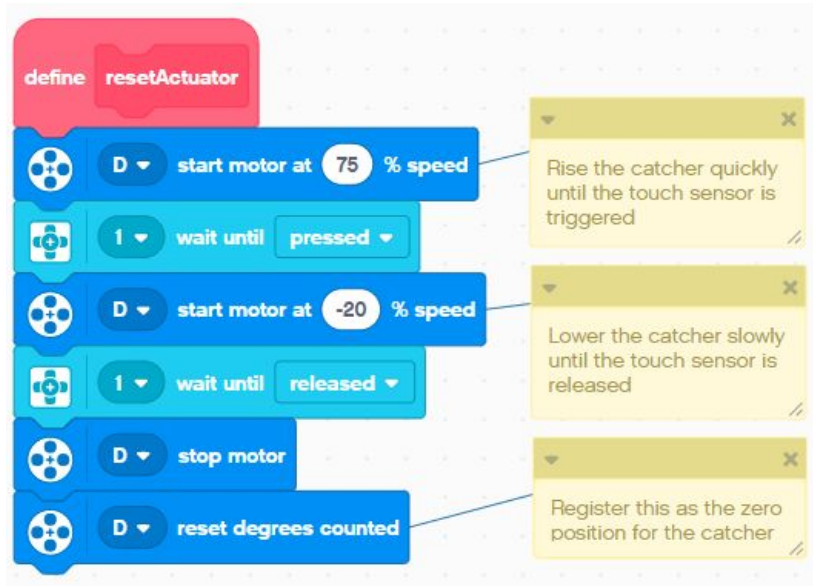 define resetActuator
D start motor at 75 % speed
Rise the catcher quickly
until the touch sensor is
triggered
1 wait until pressed
D start motor at -20 % speed
Lower the catcher slowly
until the touch sensor is
released
1 wait until released
D stop motor
D reset degrees counted
Register this as the zero
position for the catcher